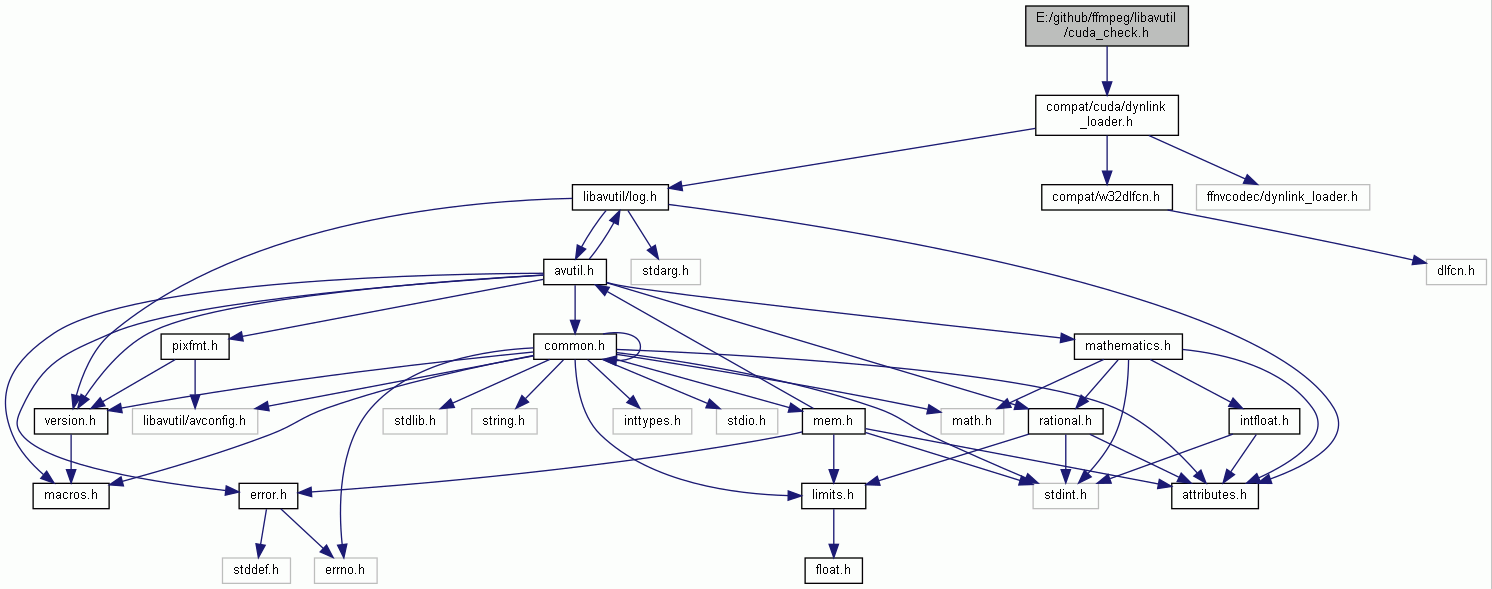 E:/github/ffmpeg/libavutil
/cuda_check.h
compat/cuda/dynlink
_loader.h
libavutil/log.h
compat/w32dlfcn.h
ffnvcodec/dynlink_loader.h
avutil.h
stdarg.h
dlfcn.h
pixfmt.h
common.h
mathematics.h
version.h
libavutil/avconfig.h
stdlib.h
string.h
inttypes.h
stdio.h
mem.h
math.h
rational.h
intfloat.h
macros.h
error.h
limits.h
stdint.h
attributes.h
stddef.h
errno.h
float.h